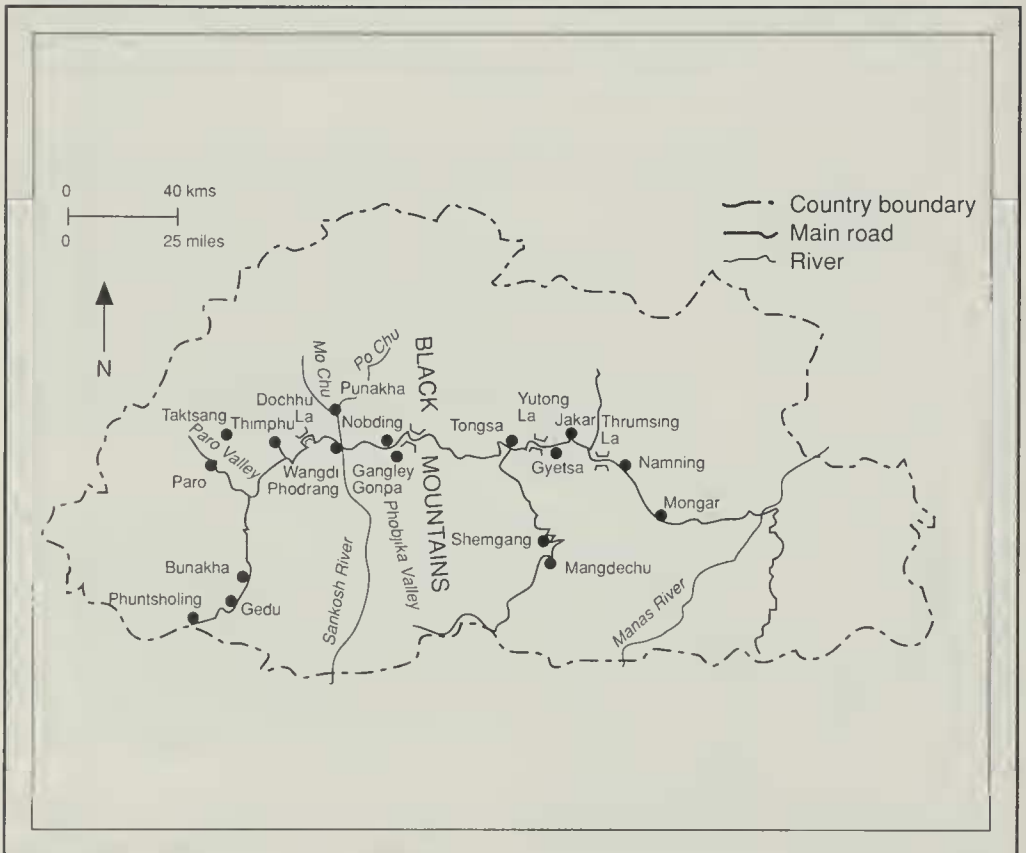 0 40 kms
0 25 miles
N
Country boundary
Main road
River
Mo Chu
Po Chu
Punakha
BLACK
MOUNTAINS
Dochhu
La
Taktsang
Thimphu
Nobding
Paro Valley
Paro
Wangdi
Phodrang
Gangley
Gonpa
Phobjika Valley
Tongsa
Yutong
La
Jakar
Thrumsing
La
Gyetsa
Namning
Mongar
Shemgang
Mangdechu
Bunakha
Phuntsholing
Gedu
Sankosh River
Manas River